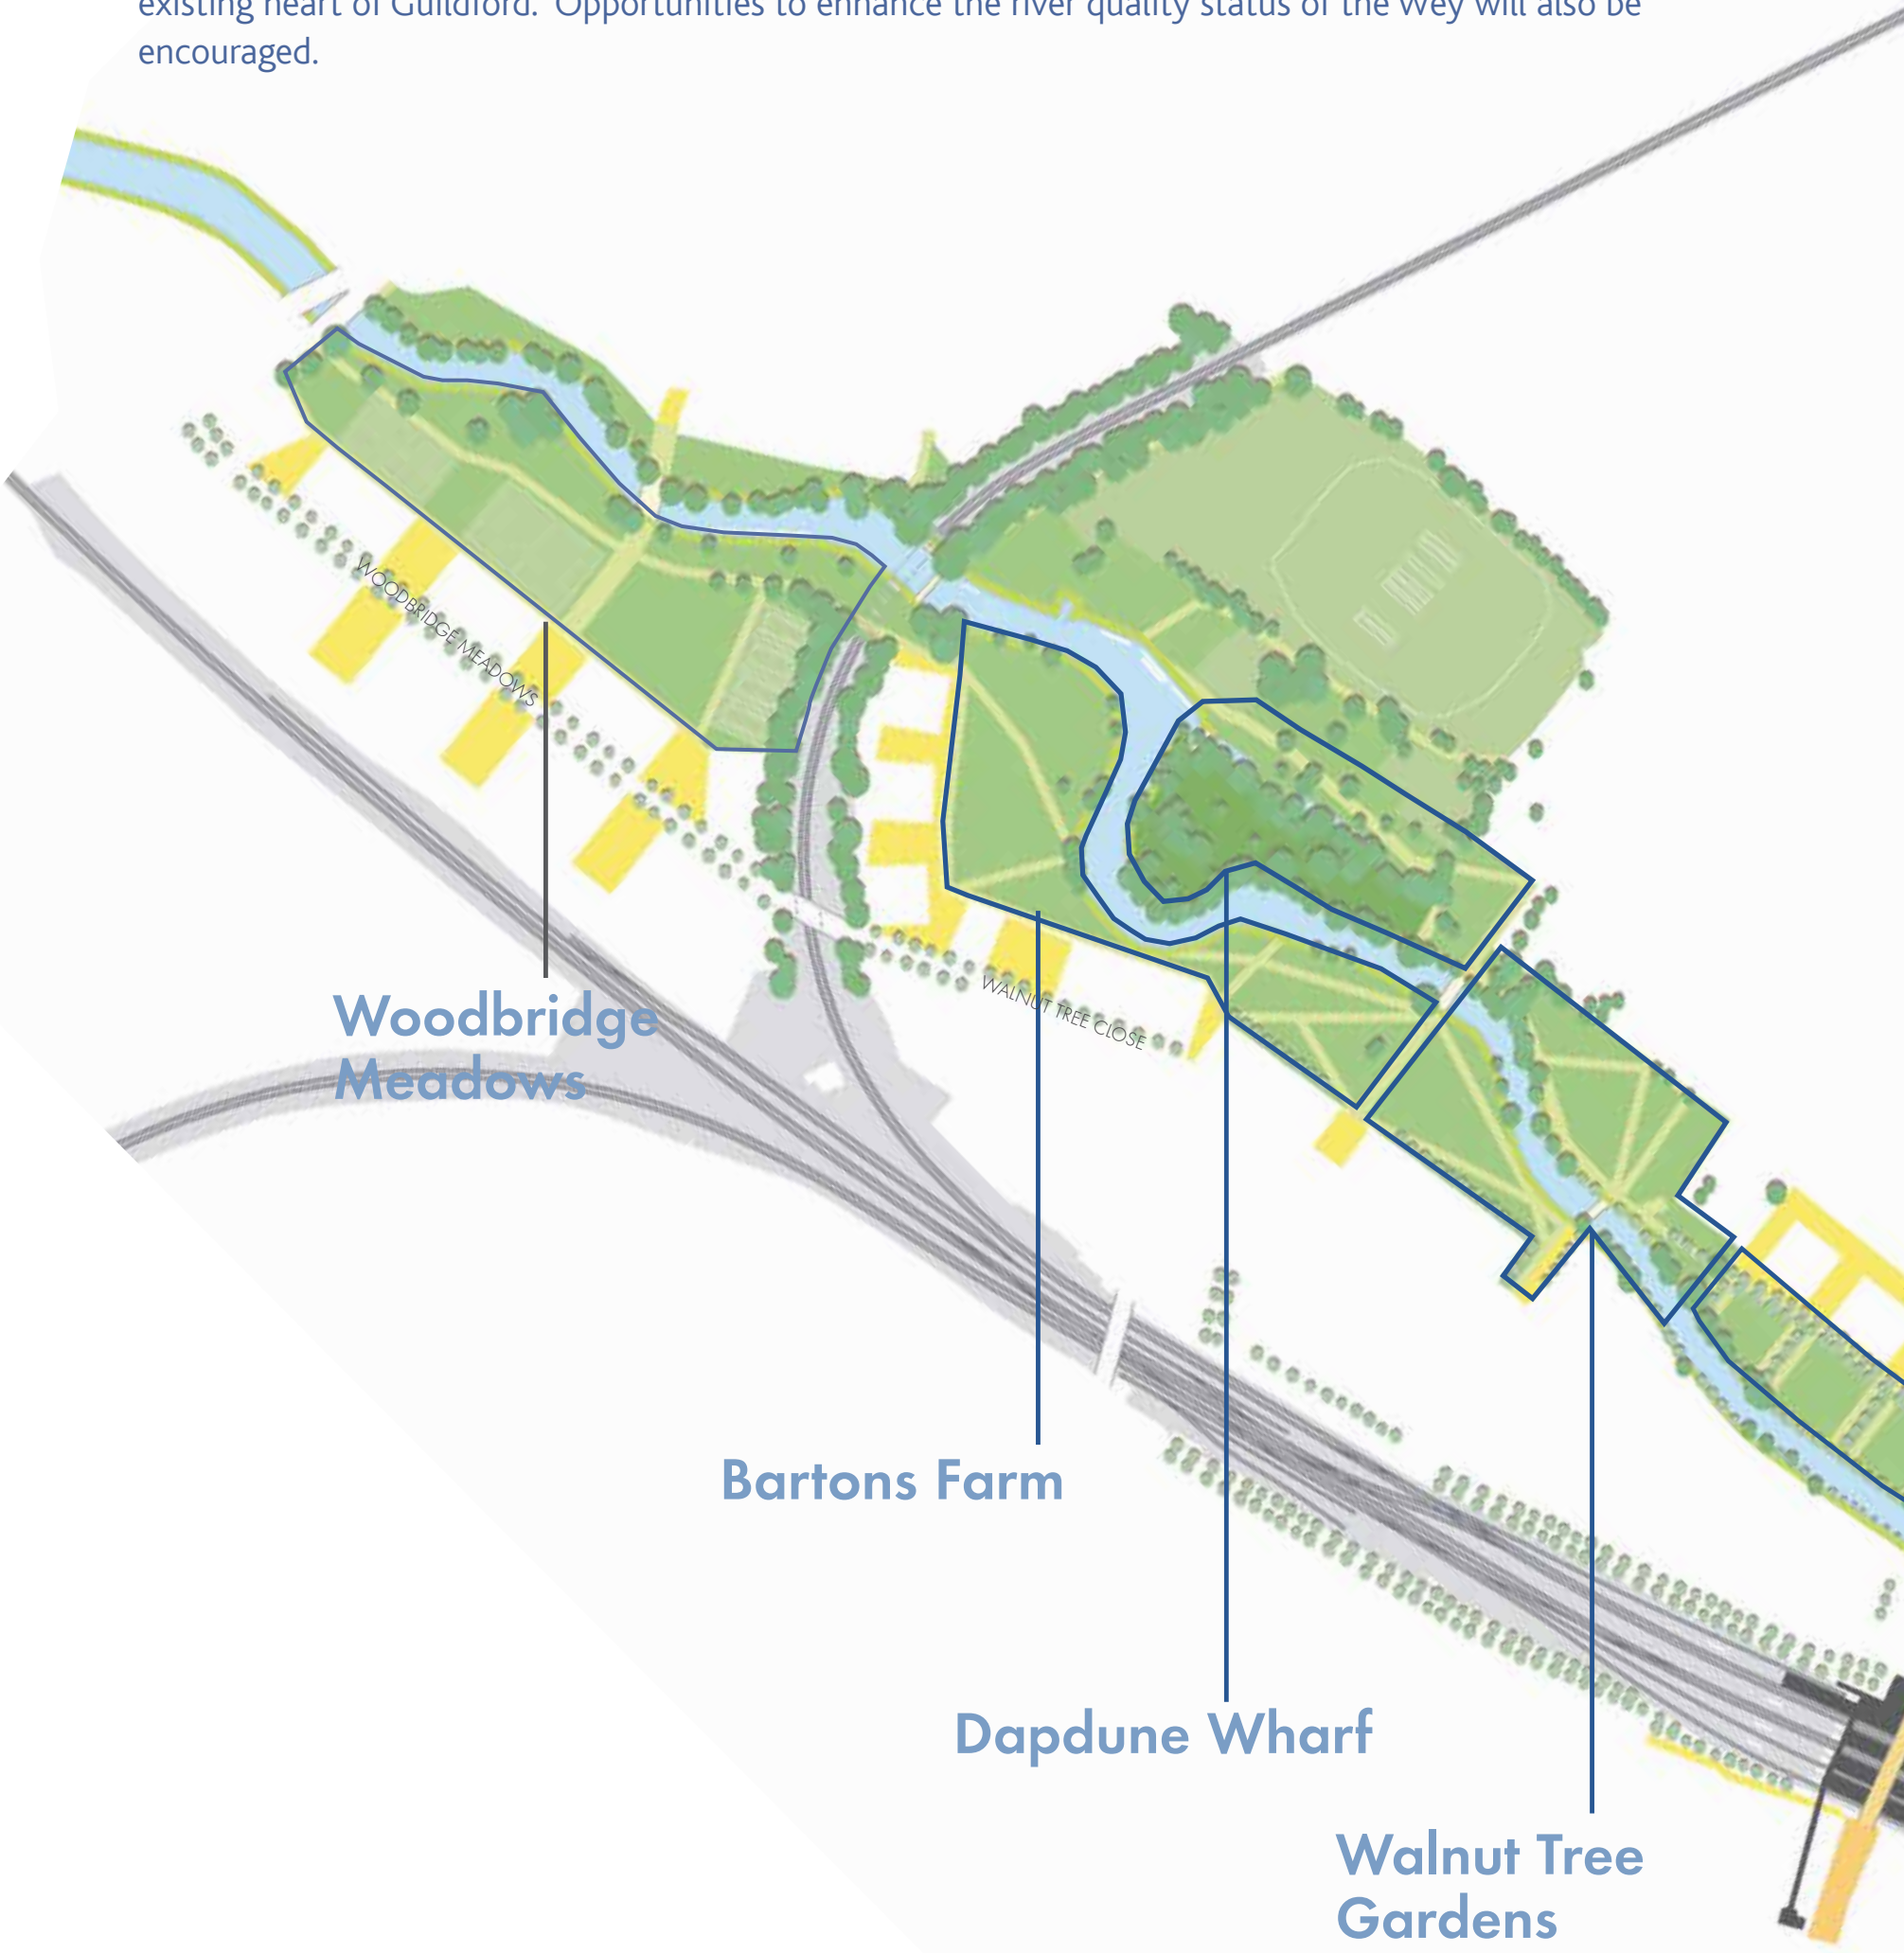 existing heart of Guildford. Opportunities to enhance the river quality status of the Wey will also be
encouraged.
WOODBRIDGE MEADOWS
WALNUT TREE CLOSE
Woodbridge
Meadows
Bartons Farm
Dapdune Wharf
Walnut Tree
Gardens